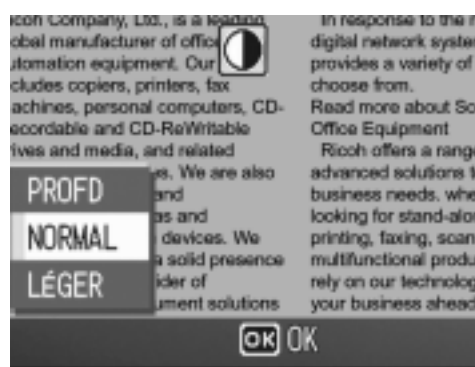 icoh Company, Ltd., is a leading
obal manufacturer of offic
utomation equipment. Our
cludes copiers, printers, fax
achines, personal computers, CD-
ecordable and CD-ReWritable
rives and media, and related
es. We are also
and
as and
devices. We
a solid presence
ider of
ument solutions
In response to the
digital network system
provides a variety of
choose from.
Read more about Sc
Office Equipment
Ricoh offers a range
advanced solutions t
business needs, whe
looking for stand-alon
printing, faxing, scan
multifunctional produ
rely on our technolog
your business ahead
PROFD
NORMAL
LÉGER
OK OK